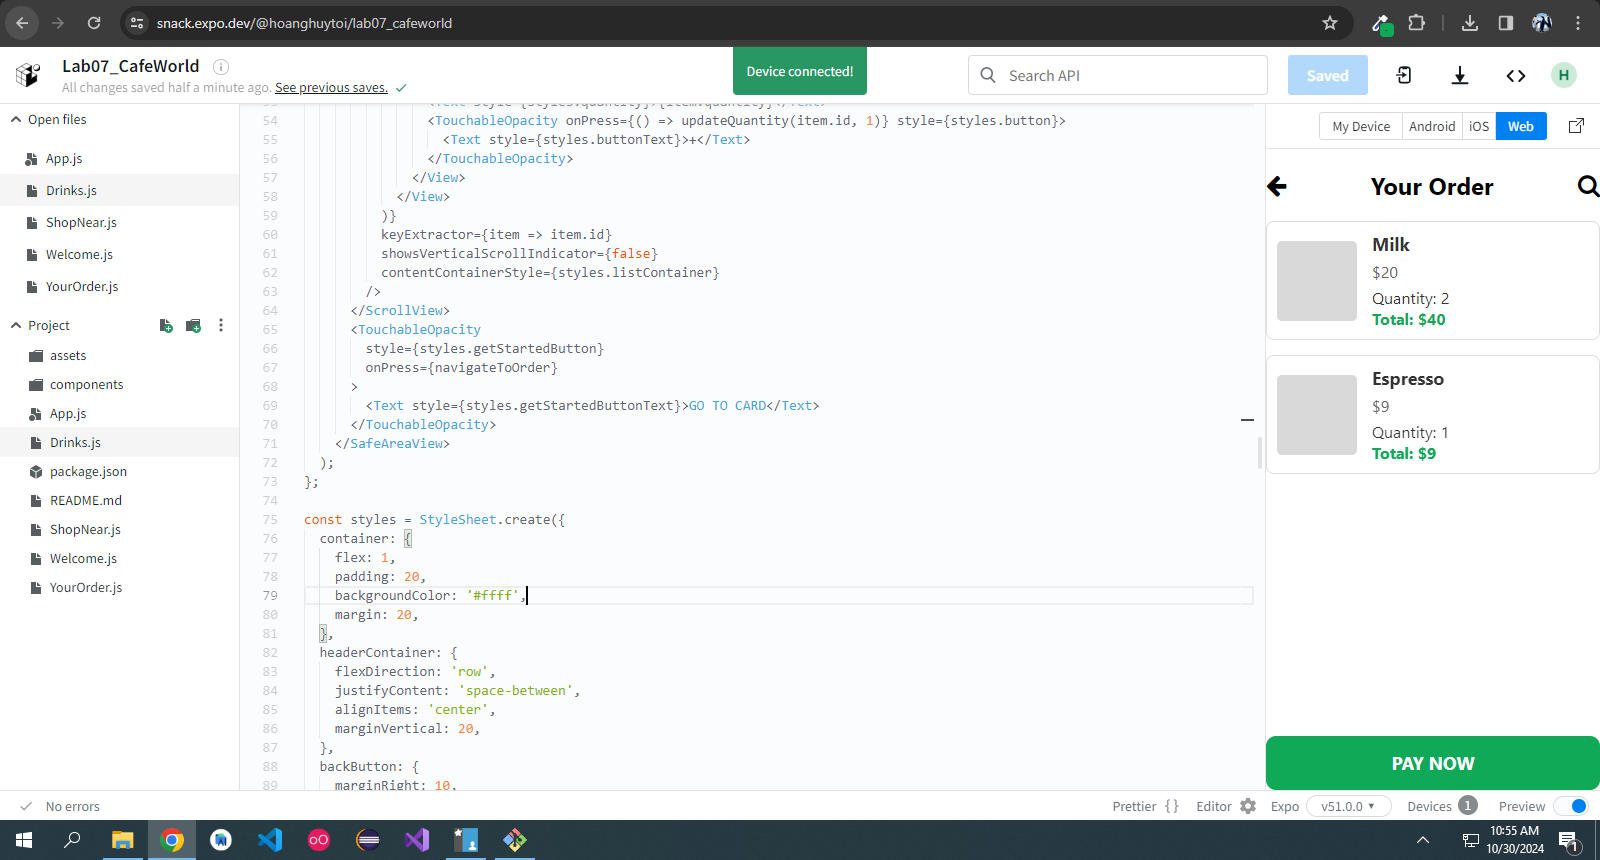 snack.expo.dev/@hoanghuytoi/lab07_cafeworld
Lab07_CafeWorld
All changes saved half a minute ago. See previous saves.
Device connected!
Search API
Saved
H
Open files
App.js
Drinks.js
ShopNear.js
Welcome.js
YourOrder.js
Project
assets
components
App.js
Drinks.js
package.json
README.md
ShopNear.js
Welcome.js
YourOrder.js
54 <TouchableOpacity onPress={() => updateQuantity(item.id, 1)} style={styles.button}>
55 <Text style={styles.buttonText}>+</Text>
56 </TouchableOpacity>
57 </View>
58 </View>
59 )}
60 keyExtractor={item => item.id}
61 showsVerticalScrollIndicator={false}
62 contentContainerStyle={styles.listContainer}
63 />
64 </ScrollView>
65 <TouchableOpacity
66 style={styles.getStartedButton}
67 onPress={navigateToOrder}
68 >
69 <Text style={styles.getStartedButtonText}>GO TO CARD</Text>
70 </TouchableOpacity>
71 </SafeAreaView>
72 );
73 };
74
75 const styles = StyleSheet.create({
76 container: {
77 flex: 1,
78 padding: 20,
79 backgroundColor: '#ffff',
80 margin: 20,
81 },
82 headerContainer: {
83 flexDirection: 'row',
84 justifyContent: 'space-between',
85 alignItems: 'center',
86 marginVertical: 20,
87 },
88 backButton: {
89 marginRight: 10,
My Device
Android
iOS
Web
Your Order
Milk
$20
Quantity: 2
Total: $40
Espresso
$9
Quantity: 1
Total: $9
PAY NOW
No errors
Prettier { }
Editor
Expo
v51.0.0
Devices 1
Preview
10:55 AM
10/30/2024
1